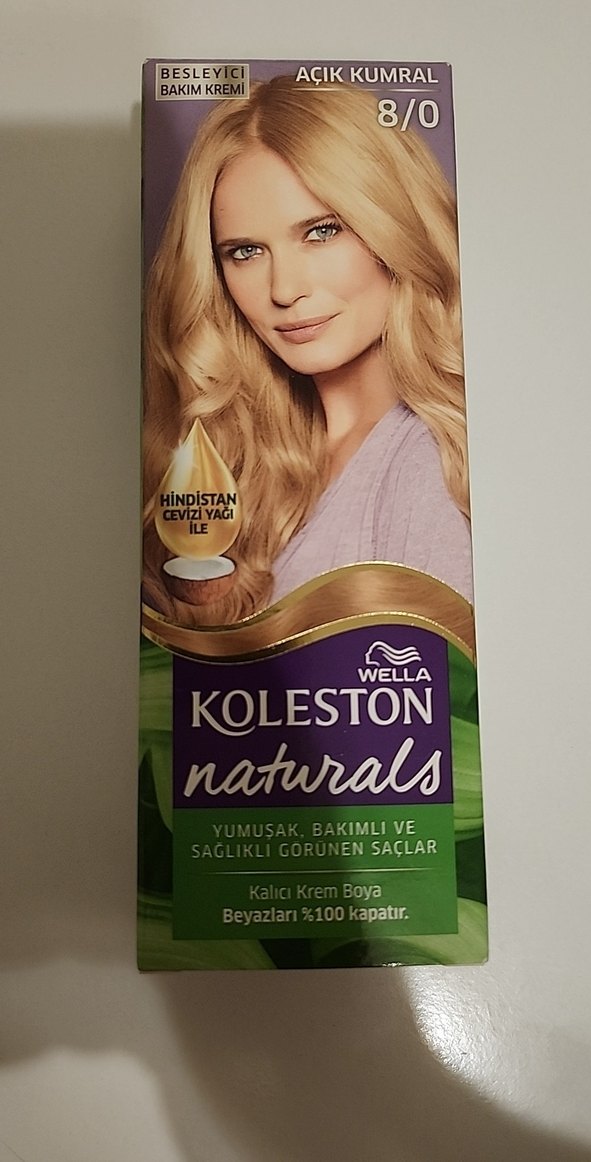 BESLEYİCİ
BAKIM KREMİ
AÇIK KUMRAL
8/0
HİNDİSTAN
CEVİZİ YAĞI
İLE
WELLA
KOLESTON
naturals
YUMUŞAK, BAKIMLI VE
SAĞLIKLI GÖRÜNEN SAÇLAR
Kalıcı Krem Boya
Beyazları %100 kapatır.